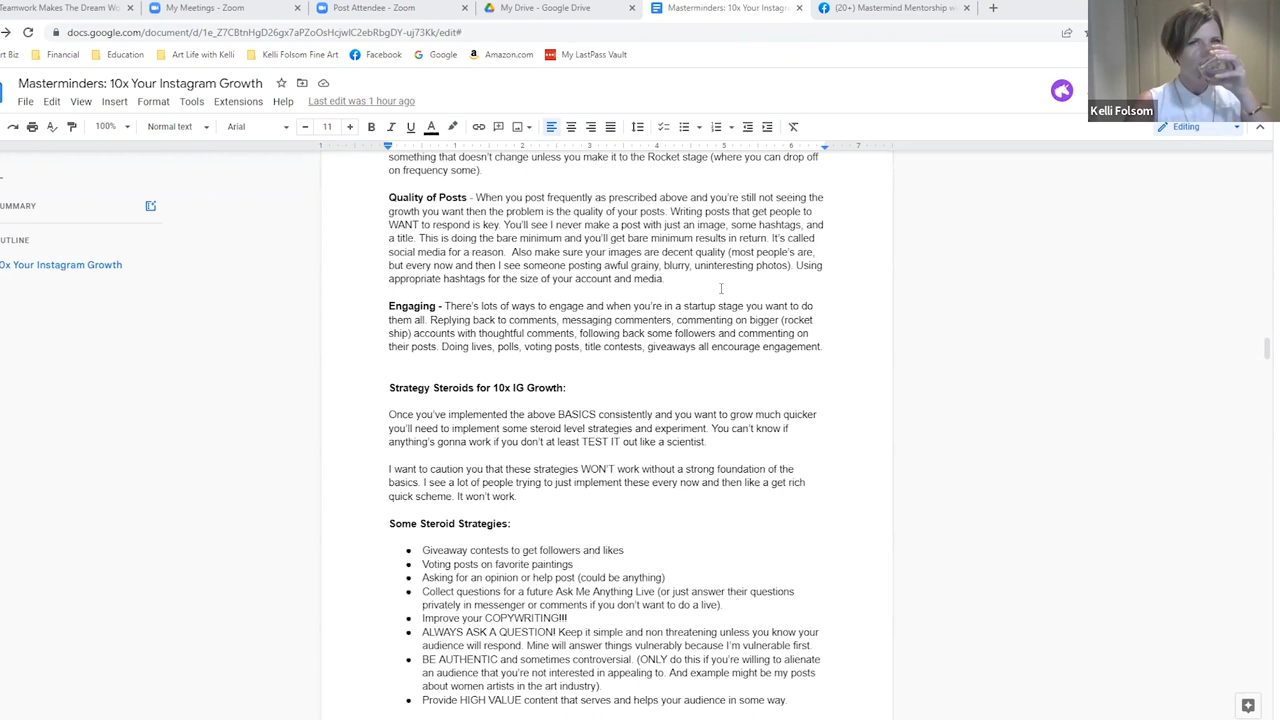 Teamwork Makes The Dream Wo
My Meetings - Zoom
Post Attendee - Zoom
My Drive - Google Drive
Masterminders: 10x Your Instagra
(20+) Mastermind Mentorship w
docs.google.com/document/d/1e_Z7CBtnHgD26gx7aPZoOsHcjwlC2ebRbgDY-uj73Kk/edit#
rt Biz
Financial
Education
Art Life with Kelli
Kelli Folsom Fine Art
Facebook
Google
Amazon.com
My LastPass Vault
Masterminders: 10x Your Instagram Growth
File Edit View Insert Format Tools Extensions Help Last edit was 1 hour ago
Kelli Folsom
100% Normal text Arial 11
B I U A
Editing
1 1 2 3 4 5 6 7
SUMMARY
OUTLINE
0x Your Instagram Growth
something that doesn't change unless you make it to the Rocket stage (where you can drop off
on frequency some).
Quality of Posts - When you post frequently as prescribed above and you're still not seeing the
growth you want then the problem is the quality of your posts. Writing posts that get people to
WANT to respond is key. You'll see I never make a post with just an image, some hashtags, and
a title. This is doing the bare minimum and you'll get bare minimum results in return. It's called
social media for a reason. Also make sure your images are decent quality (most people's are,
but every now and then I see someone posting awful grainy, blurry, uninteresting photos). Using
appropriate hashtags for the size of your account and media.
Engaging - There's lots of ways to engage and when you're in a startup stage you want to do
them all. Replying back to comments, messaging commenters, commenting on bigger (rocket
ship) accounts with thoughtful comments, following back some followers and commenting on
their posts. Doing lives, polls, voting posts, title contests, giveaways all encourage engagement.
Strategy Steroids for 10x IG Growth:
Once you've implemented the above BASICS consistently and you want to grow much quicker
you'll need to implement some steroid level strategies and experiment. You can't know if
anything's gonna work if you don't at least TEST IT out like a scientist.
I want to caution you that these strategies WON'T work without a strong foundation of the
basics. I see a lot of people trying to just implement these every now and then like a get rich
quick scheme. It won't work.
Some Steroid Strategies:
● Giveaway contests to get followers and likes
● Voting posts on favorite paintings
● Asking for an opinion or help post (could be anything)
● Collect questions for a future Ask Me Anything Live (or just answer their questions
privately in messenger or comments if you don't want to do a live).
● Improve your COPYWRITING!!!
● ALWAYS ASK A QUESTION! Keep it simple and non threatening unless you know your
audience will respond. Mine will answer things vulnerably because I'm vulnerable first.
● BE AUTHENTIC and sometimes controversial. (ONLY do this if you're willing to alienate
an audience that you're not interested in appealing to. And example might be my posts
about women artists in the art industry).
● Provide HIGH VALUE content that serves and helps your audience in some way.